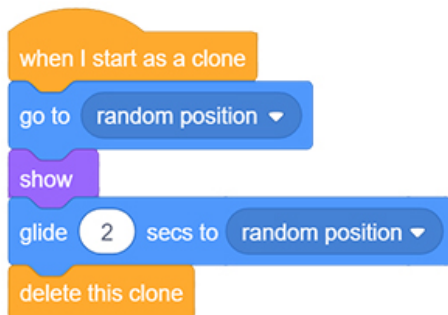 when I start as a clone
go to random position
show
glide 2 secs to random position
delete this clone